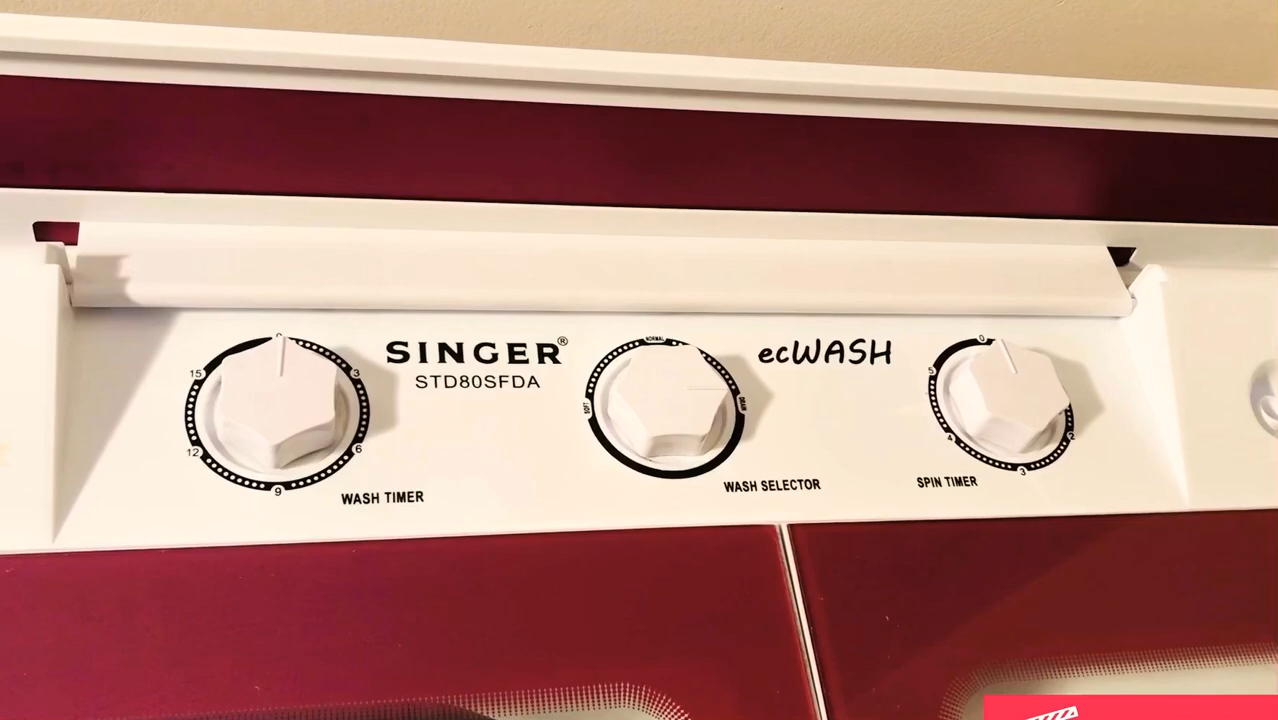 SINGER®
STD80SFDA
ecWASH
0
3
6
9
12
15
WASH TIMER
NORMAL
SOFT
DRAIN
WASH SELECTOR
0
2
3
4
5
SPIN TIMER